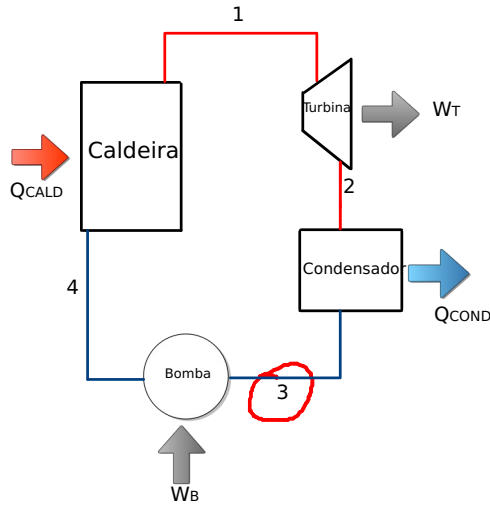 1
Turbina
WT
Caldeira
QCALD
2
Condensador
4
QCOND
Bomba
3
WB